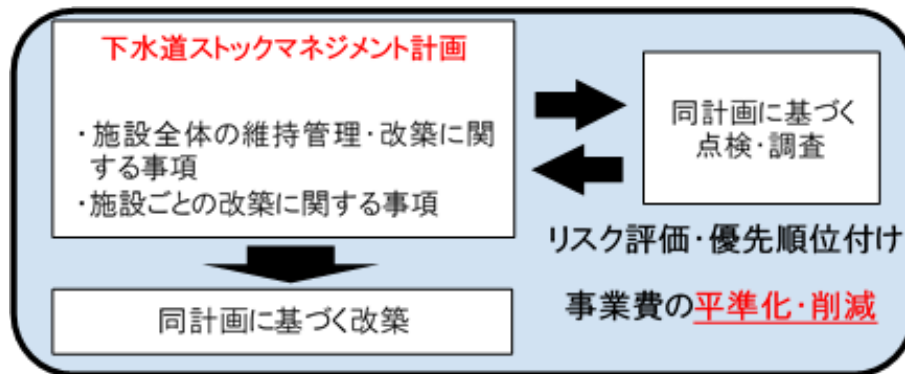 下水道ストックマネジメント計画
・施設全体の維持管理・改築に関
する事項
・施設ごとの改築に関する事項
同計画に基づく
点検・調査
リスク評価・優先順位付け
事業費の平準化・削減
同計画に基づく改築